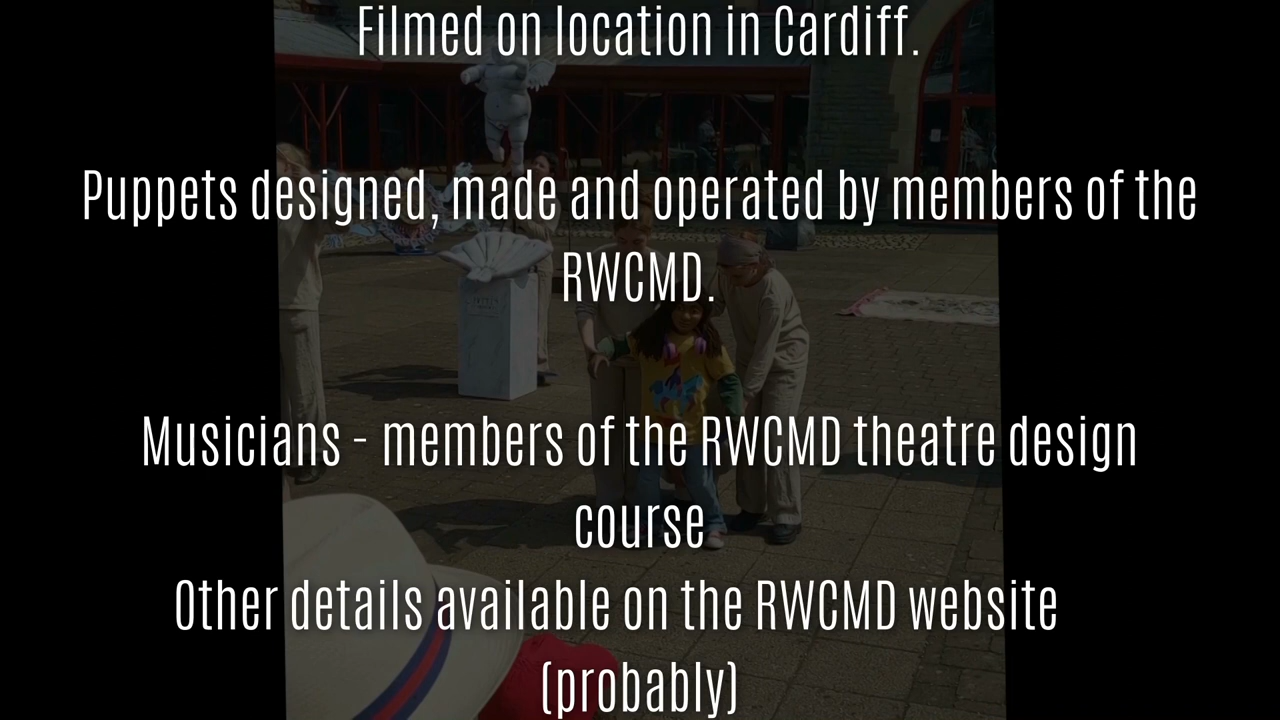 Filmed on location in Cardiff.
Puppets designed, made and operated by members of the
RWCMD.
Musicians - members of the RWCMD theatre design
course
Other details available on the RWCMD website
(probably)